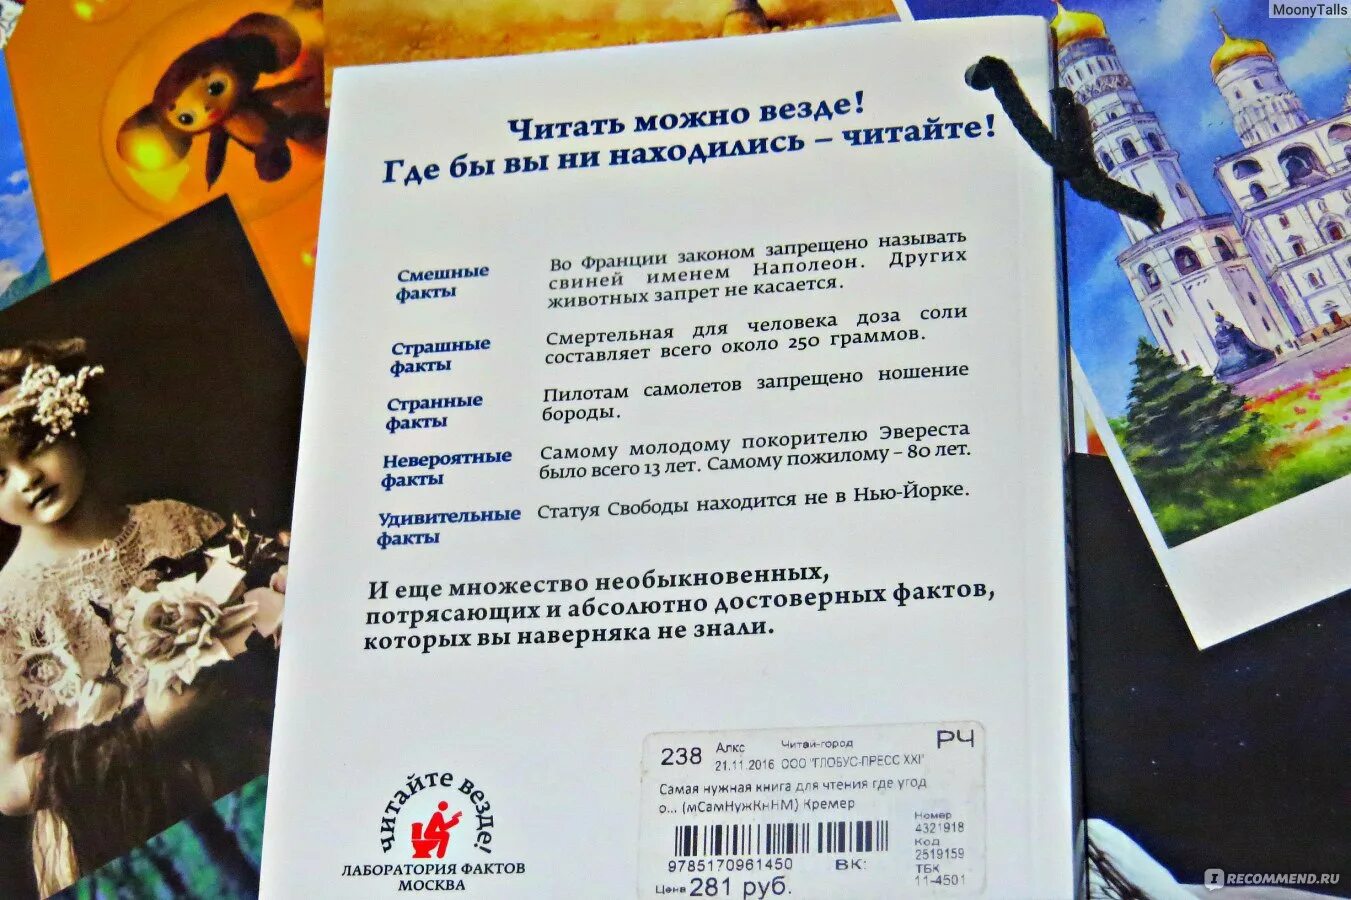 MoonyTalls
Читать можно везде!
Где бы вы ни находились – читайте!
Смешные
факты
Во Франции законом запрещено называть
свиней именем Наполеон. Других
животных запрет не касается.
Страшные
факты
Смертельная для человека доза соли
составляет всего около 250 граммов.
Странные
факты
Пилотам самолетов запрещено ношение
бороды.
Невероятные
факты
Самому молодому покорителю Эвереста
было всего 13 лет. Самому пожилому – 80 лет.
Удивительные
факты
Статуя Свободы находится не в Нью-Йорке.
И еще множество необыкновенных,
потрясающих и абсолютно достоверных фактов,
которых вы наверняка не знали.
читайте везде!
ЛАБОРАТОРИЯ ФАКТОВ
МОСКВА
238 Алкс Читай-город РЧ
21.11.2016 ООО "ГЛОБУС-ПРЕСС XXI"
Самая нужная книга для чтения где угод
о... (мСамНужКнНМ) Кремер
Номер
4321918
Код
2519159
ТБК
11-4501
9785170961450 ВК:
Цена 281 руб.
I RECOMMEND.RU